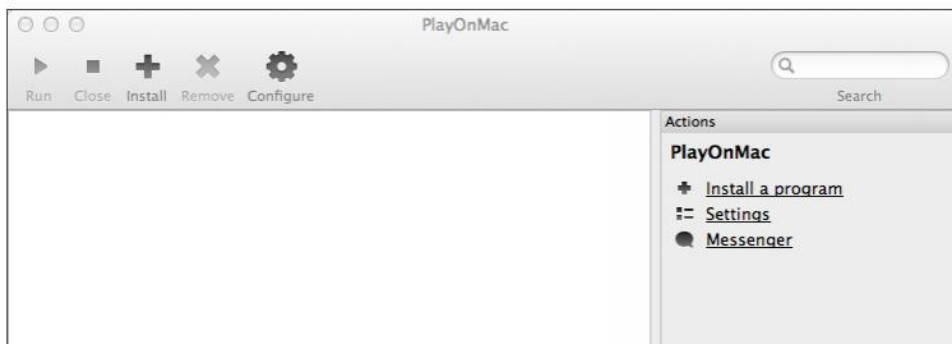 PlayOnMac
Run Close Install Remove Configure
Search
Actions
PlayOnMac
Install a program
Settings
Messenger